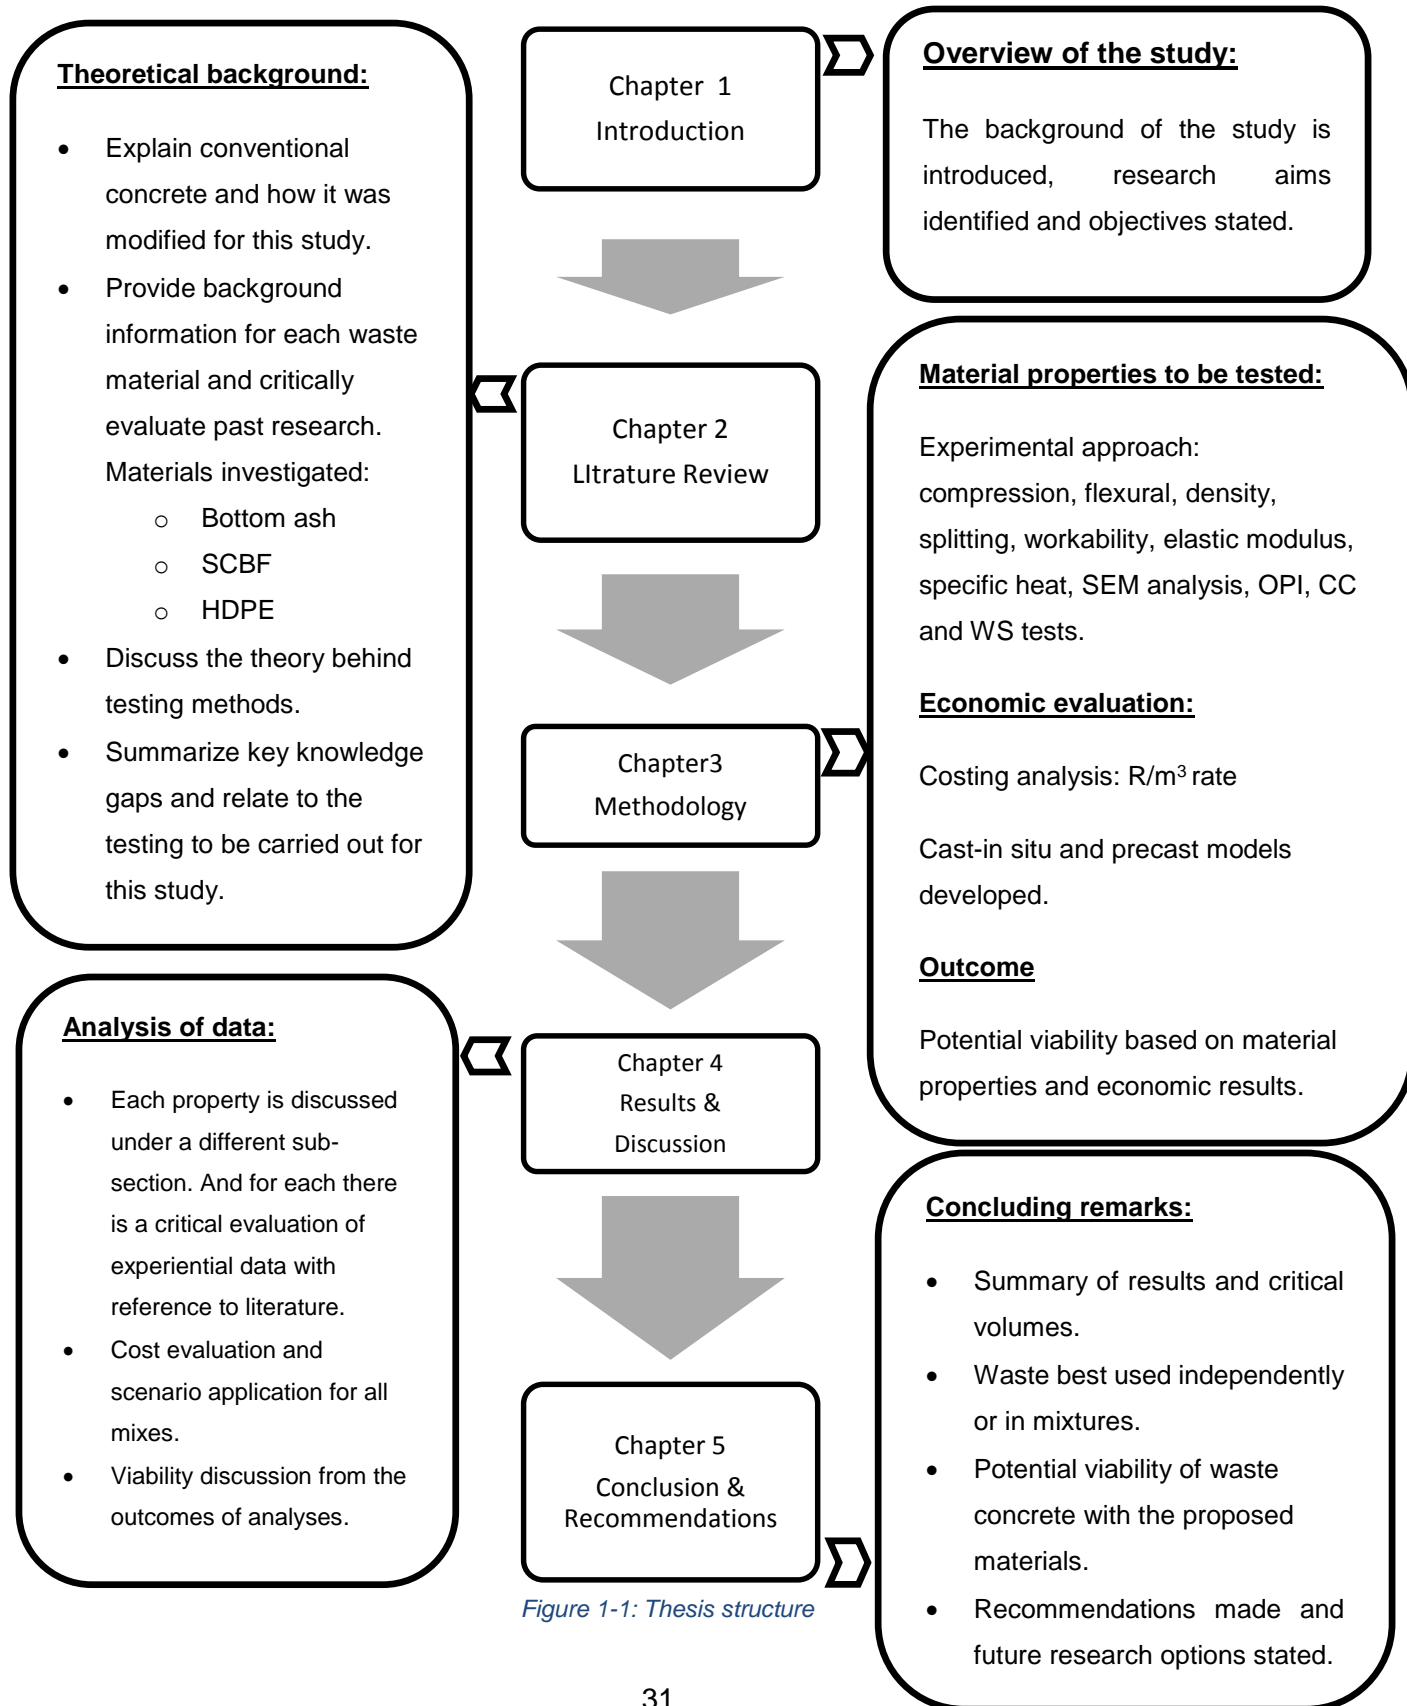 Chapter  1
Introduction
Overview of the study:
The background of the study is
introduced, research aims
identified and objectives stated.
Theoretical background:
• Explain conventional
concrete and how it was
modified for this study.
• Provide background
information for each waste
material and critically
evaluate past research.
Materials investigated:
o Bottom ash
o SCBF
o HDPE
• Discuss the theory behind
testing methods.
• Summarize key knowledge
gaps and relate to the
testing to be carried out for
this study.
Chapter 2
LItrature Review
Chapter3
Methodology
Material properties to be tested:
Experimental approach:
compression, flexural, density,
splitting, workability, elastic modulus,
specific heat, SEM analysis, OPI, CC
and WS tests.
Economic evaluation:
Costing analysis: R/m³ rate
Cast-in situ and precast models
developed.
Outcome
Potential viability based on material
properties and economic results.
Analysis of data:
• Each property is discussed
under a different sub-
section. And for each there
is a critical evaluation of
experiential data with
reference to literature.
• Cost evaluation and
scenario application for all
mixes.
• Viability discussion from the
outcomes of analyses.
Chapter 4
Results &
Discussion
Chapter 5
Conclusion &
Recommendations
Concluding remarks:
• Summary of results and critical
volumes.
• Waste best used independently
or in mixtures.
• Potential viability of waste
concrete with the proposed
materials.
• Recommendations made and
future research options stated.
Figure 1-1: Thesis structure
31